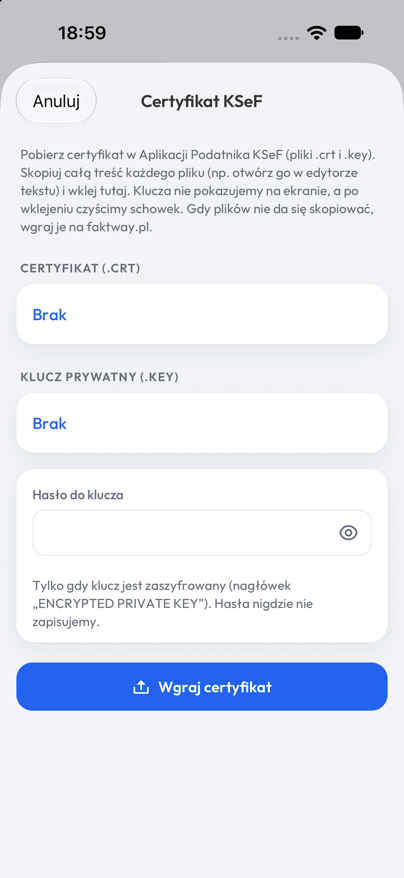 18:59
Anuluj
Certyfikat KSeF
Pobierz certyfikat w Aplikacji Podatnika KSeF (pliki .crt i .key).
Skopiuj całą treść każdego pliku (np. otwórz go w edytorze
tekstu) i wklej tutaj. Klucza nie pokazujemy na ekranie, a po
wklejeniu czyścimy schowek. Gdy plików nie da się skopiować,
wgraj je na faktway.pl.
CERTYFIKAT (.CRT)
Brak
KLUCZ PRYWATNY (.KEY)
Brak
Hasło do klucza
Tylko gdy klucz jest zaszyfrowany (nagłówek
„ENCRYPTED PRIVATE KEY”). Hasła nigdzie nie
zapisujemy.
Wgraj certyfikat